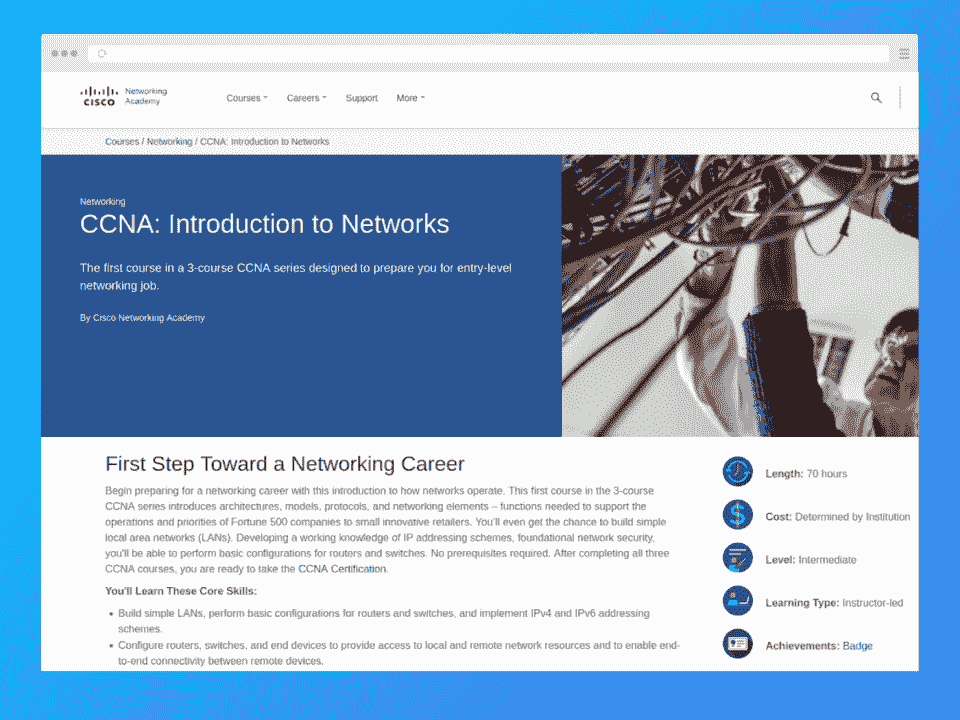 CISCO
Networking
Academy
Courses
Careers
Support
More
Courses / Networking / CCNA: Introduction to Networks
Networking
CCNA: Introduction to Networks
The first course in a 3-course CCNA series designed to prepare you for entry-level
networking job.
By Cisco Networking Academy
First Step Toward a Networking Career
Begin preparing for a networking career with this introduction to how networks operate. This first course in the 3-course
CCNA series introduces architectures, models, protocols, and networking elements – functions needed to support the
operations and priorities of Fortune 500 companies to small innovative retailers. You'll even get the chance to build simple
local area networks (LANs). Developing a working knowledge of IP addressing schemes, foundational network security,
you'll be able to perform basic configurations for routers and switches. No prerequisites required. After completing all three
CCNA courses, you are ready to take the CCNA Certification.
You'll Learn These Core Skills:
• Build simple LANs, perform basic configurations for routers and switches, and implement IPv4 and IPv6 addressing
schemes.
• Configure routers, switches, and end devices to provide access to local and remote network resources and to enable end-
to-end connectivity between remote devices.
Length: 70 hours
Cost: Determined by Institution
Level: Intermediate
Learning Type: Instructor-led
Achievements: Badge